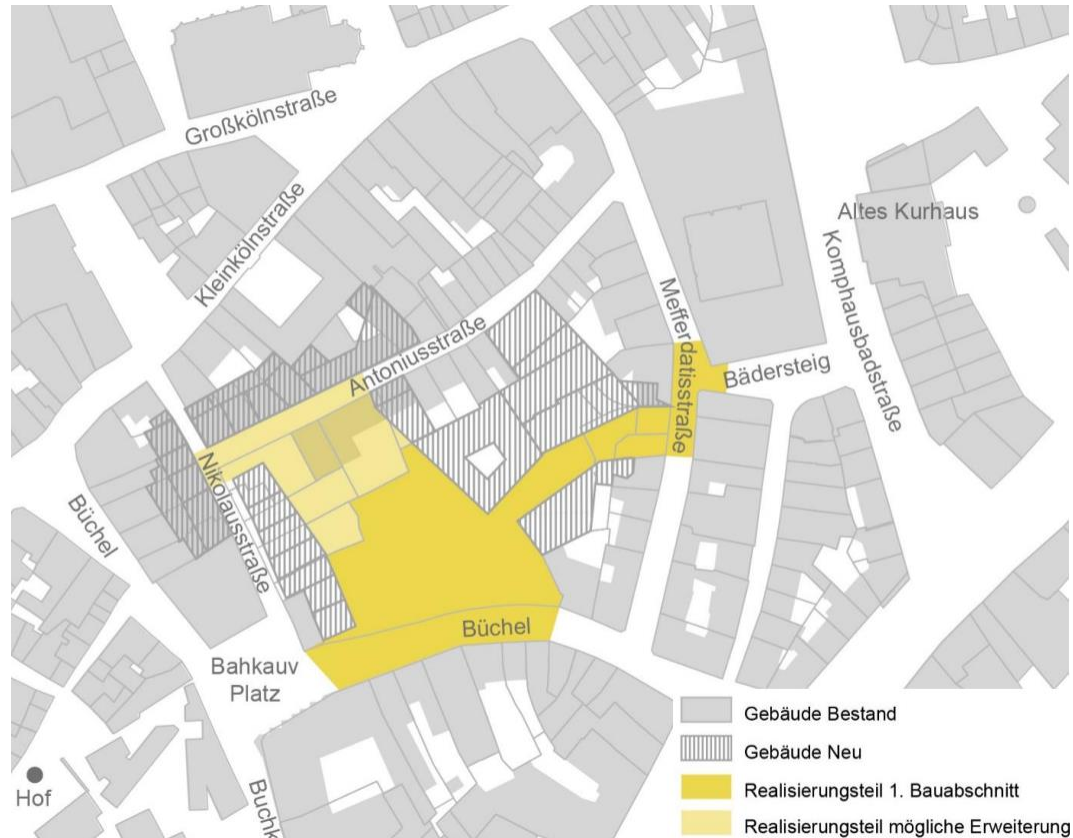 Großkölnstraße
Kleinkölnstraße
Altes Kurhaus
Komphausbadstraße
Mefferdatisstraße
Antoniusstraße
Bädersteig
Nikolausstraße
Büchel
Büchel
Bahkauv
Platz
Hof
Buchk
Gebäude Bestand
Gebäude Neu
Realisierungsteil 1. Bauabschnitt
Realisierungsteil mögliche Erweiterung